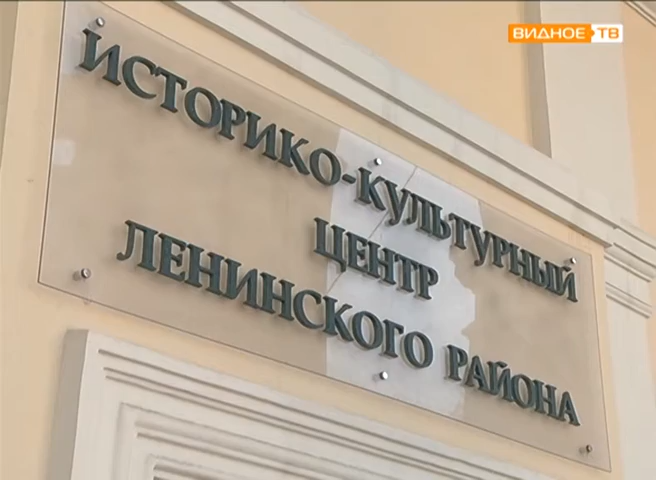 ВИДНОЕ ТВ
ИСТОРИКО-КУЛЬТУРНЫЙ
ЦЕНТР
ЛЕНИНСКОГО РАЙОНА